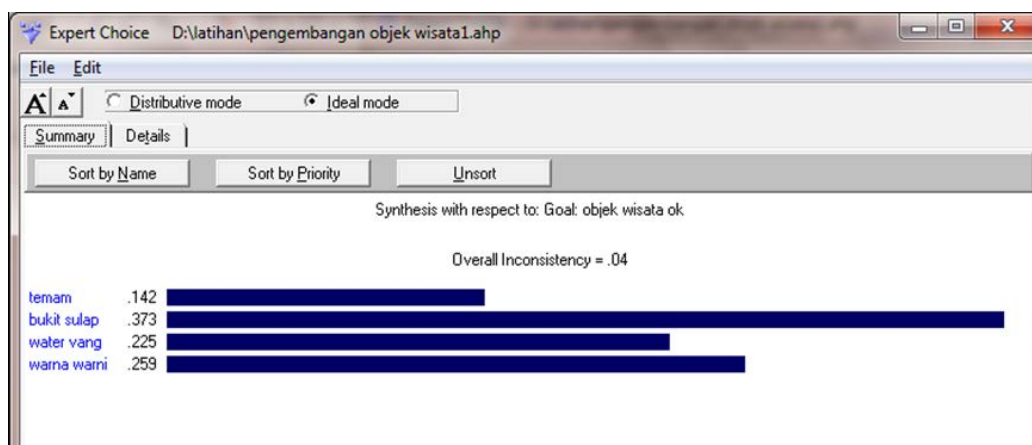 Expert Choice D:\latihan\pengembangan objek wisata1.ahp
File Edit
A A Distributive mode Ideal mode
Summary Details
Sort by Name Sort by Priority Unsort
Synthesis with respect to: Goal: objek wisata ok
Overall Inconsistency = .04
temam .142
bukit sulap .373
water vang .225
warna warni .259